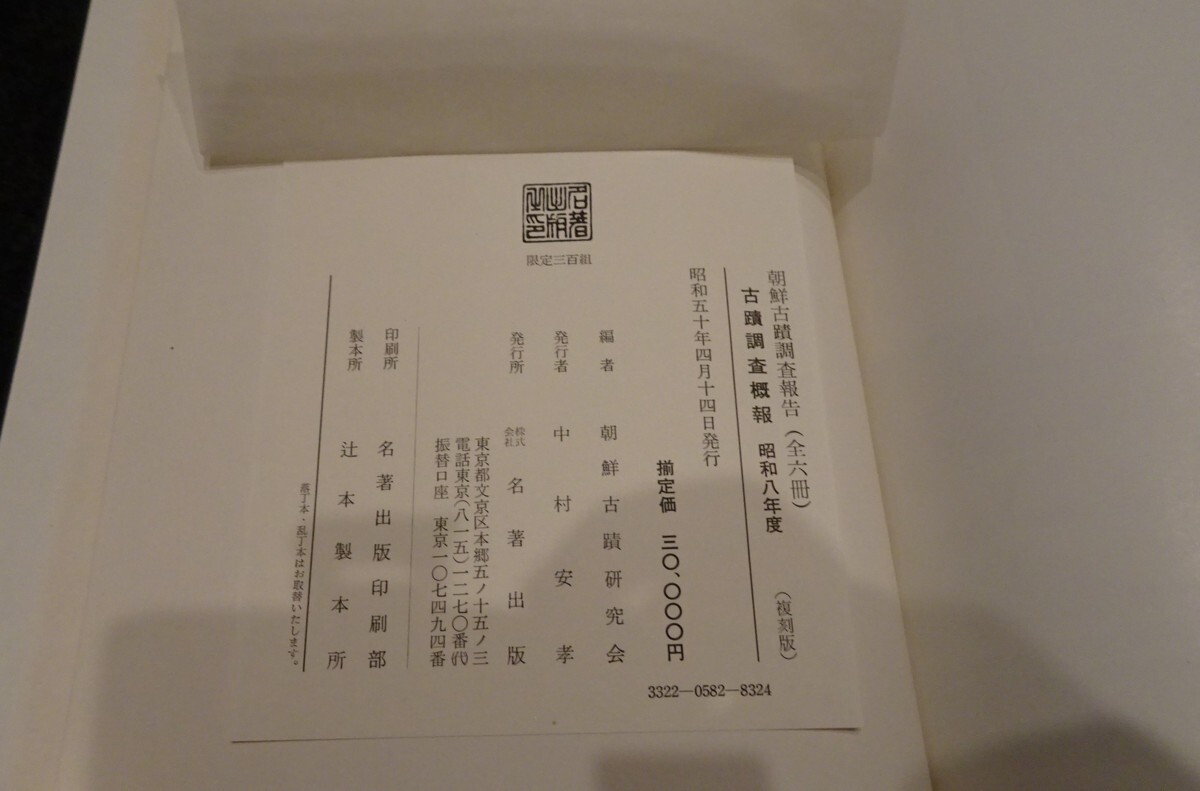 名著
出版
之印
限定三百組
朝鮮古蹟調査報告(全六冊)
古蹟調査概報 昭和八年度
(複刻版)
昭和五十年四月十四日発行
揃定価 三〇、〇〇〇円
編者 朝鮮古蹟研究会
発行者 中村安孝
発行所 株式会社 名著出版
東京都文京区本郷五ノ十五ノ三
電話東京(八一五)一二七〇番(代
振替口座 東京一〇七四九四番
印刷所 名著出版印刷部
製本所 辻本製本所
落丁本・乱丁本はお取替いたします。
3322—0582—8324